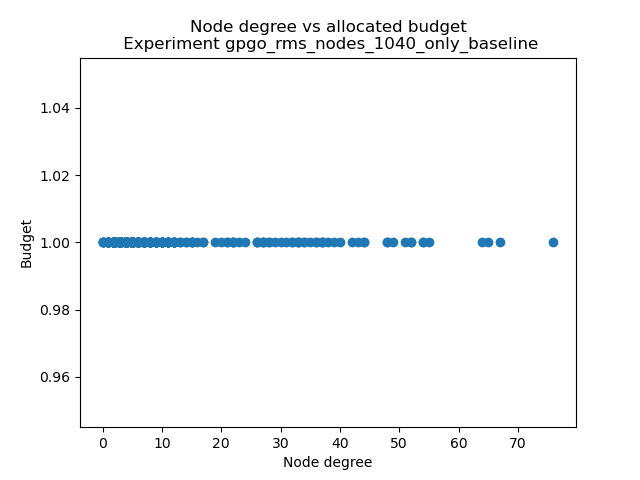 Node degree vs allocated budget
Experiment gpgo_rms_nodes_1040_only_baseline
1.04
1.02
1.00
0.98
0.96
Budget
0 10 20 30 40 50 60 70
Node degree